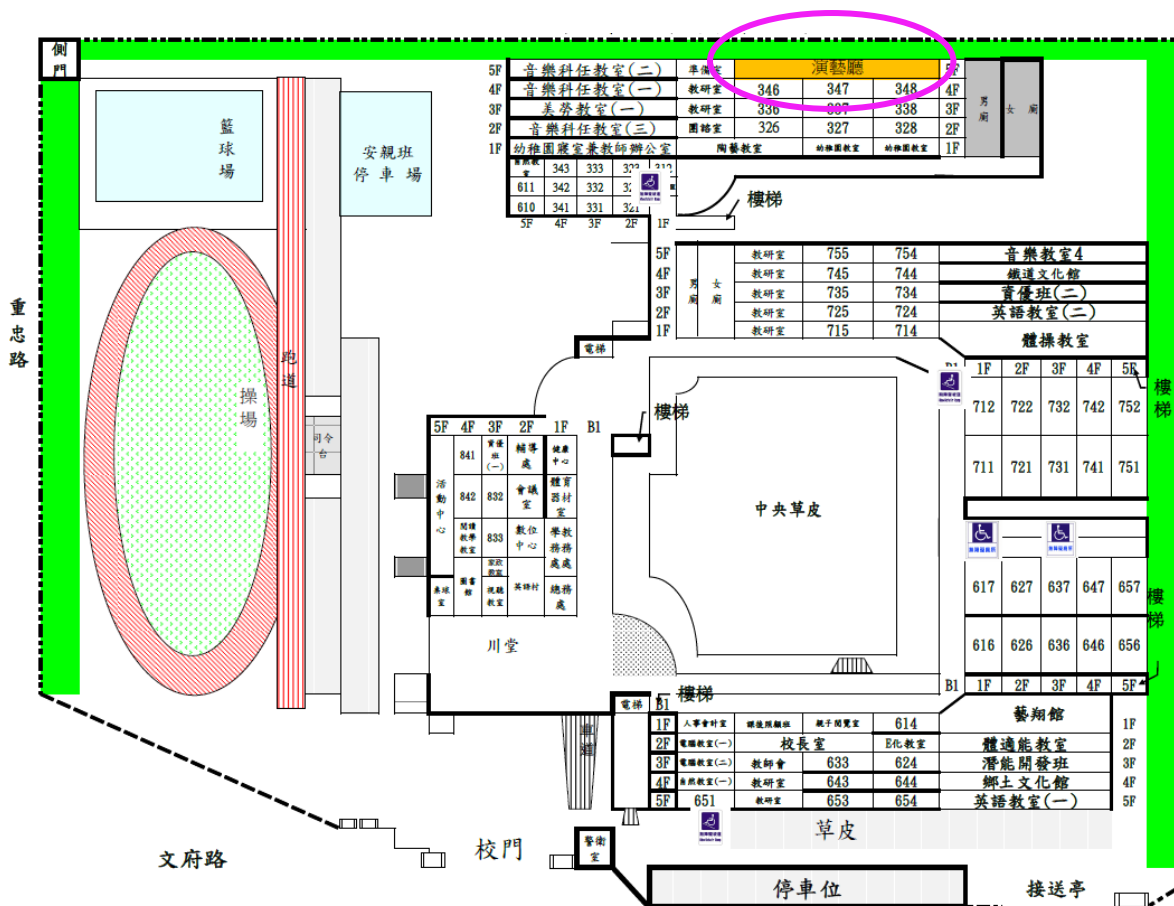 側門
5F 音樂科任教室(二) 準備室 演藝廳 5F
4F 音樂科任教室(一) 教研室 346 347 348 4F
3F 美勞教室(一) 教研室 336 337 338 3F
2F 音樂科任教室(三) 團諮室 326 327 328 2F
1F 幼稚園寢室兼教師辦公室 陶藝教室 幼稚園教室 幼稚園教室 1F
男廁 女廁
自然教室 343 333 323 312
611 342 332
610 341 331 321
5F 4F 3F 2F 1F
樓梯
籃球場
安親班
停車場
重忠路
操場
跑道
司令台
5F 教研室 755 754 音樂教室4
4F 教研室 745 744 鐵道文化館
3F 教研室 735 734 資優班(二)
2F 教研室 725 724 英語教室(二)
1F 教研室 715 714 體操教室
男廁 女廁
電梯
B1 1F 2F 3F 4F 5F
712 722 732 742 752
711 721 731 741 751
樓梯
樓梯
中央草皮
5F 4F 3F 2F 1F B1
活動中心 841 資優班(一) 輔導處 健康中心
842 832 會議室 體育器材室
閱讀教學教室 833 數位中心 學務處 教務處
家政教室
桌球室 圖書館 視聽教室 英語村 總務處
川堂
617 627 637 647 657
616 626 636 646 656
B1 1F 2F 3F 4F 5F
樓梯
電梯 B1 樓梯
1F 人事會計室 課後照顧班 親子閱覽室 614 藝翔館 1F
2F 電腦教室(一) 校長室 E化教室 體適能教室 2F
3F 電腦教室(二) 教師會 633 624 潛能開發班 3F
4F 自然教室(一) 教研室 643 644 鄉土文化館 4F
5F 651 教研室 653 654 英語教室(一) 5F
車道
草皮
文府路
校門
警衛室
停車位
接送亭